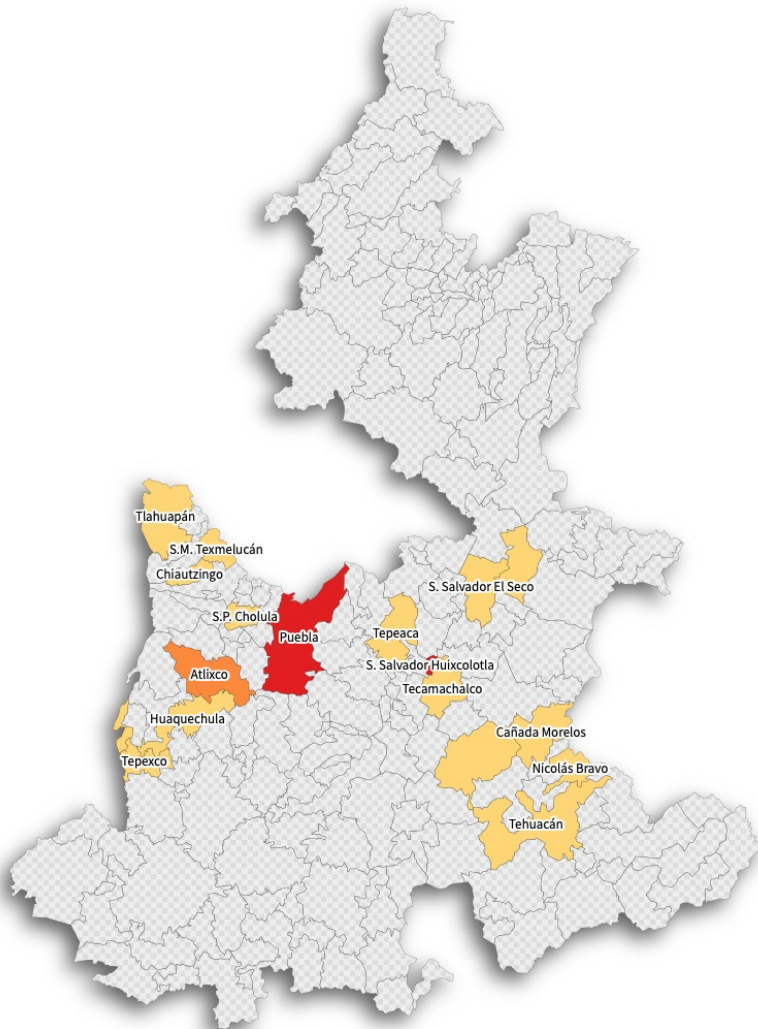 Tlahuapán
S.M. Texmelucán
Chiautzingo
S. Salvador El Seco
S.P. Cholula
Puebla
Tepeaca
S. Salvador Huixcolotla
Atlixco
Tecamachalco
Huaquechula
Cañada Morelos
Tepexco
Nicolás Bravo
Tehuacán